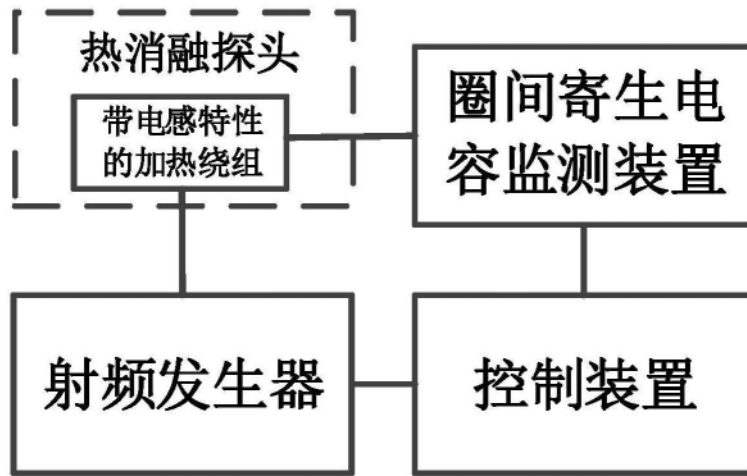 热消融探头
带电感特性
的加热绕组
圈间寄生电
容监测装置
射频发生器
控制装置